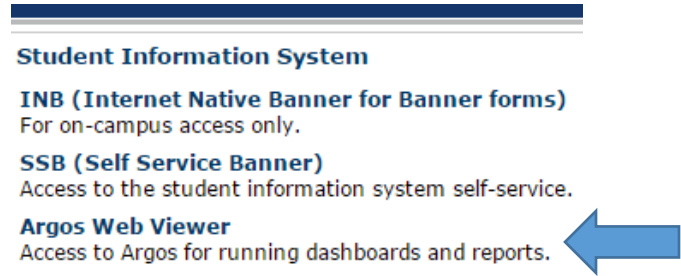 Student Information System
INB (Internet Native Banner for Banner forms)
For on-campus access only.
SSB (Self Service Banner)
Access to the student information system self-service.
Argos Web Viewer
Access to Argos for running dashboards and reports.